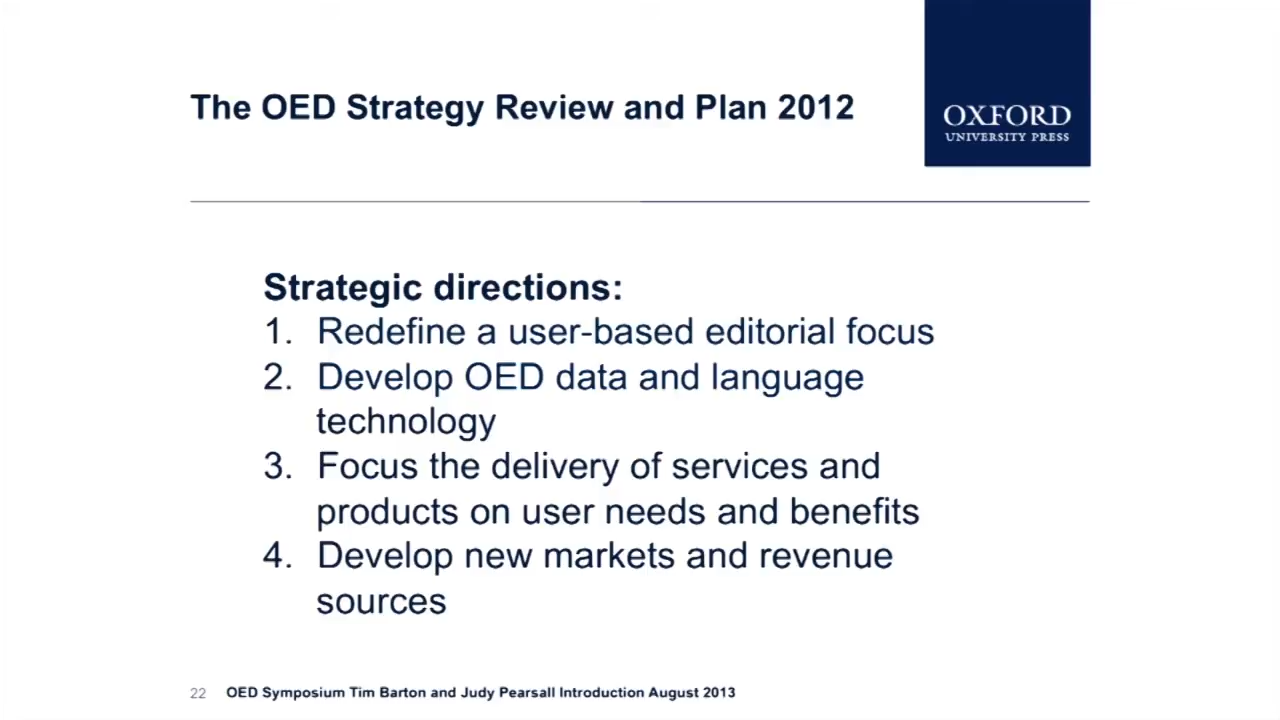 The OED Strategy Review and Plan 2012
OXFORD
UNIVERSITY PRESS
Strategic directions:
1. Redefine a user-based editorial focus
2. Develop OED data and language
technology
3. Focus the delivery of services and
products on user needs and benefits
4. Develop new markets and revenue
sources
22 OED Symposium Tim Barton and Judy Pearsall Introduction August 2013